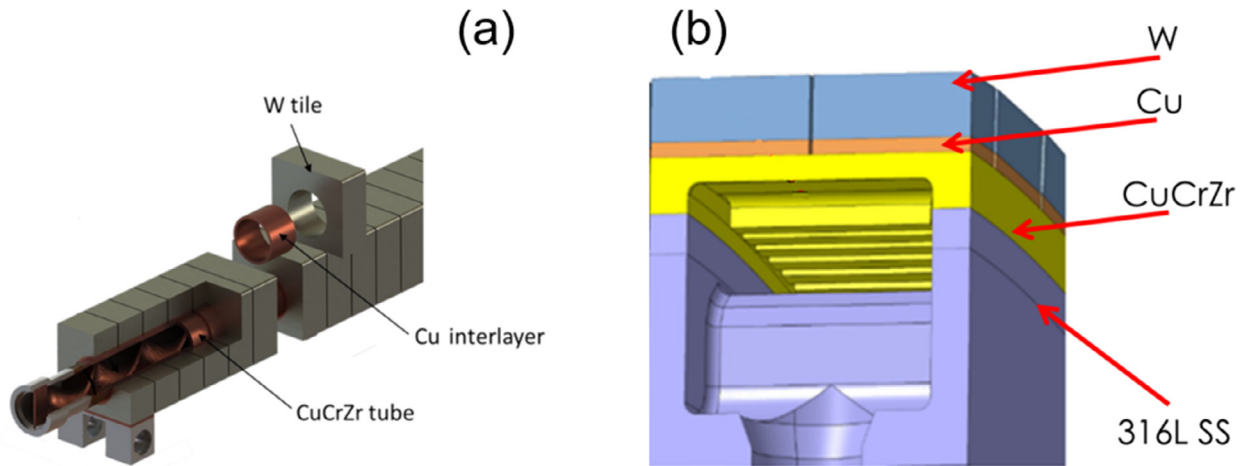 (a)
W tile
Cu interlayer
CuCrZr tube
(b)
W
Cu
CuCrZr
316L SS